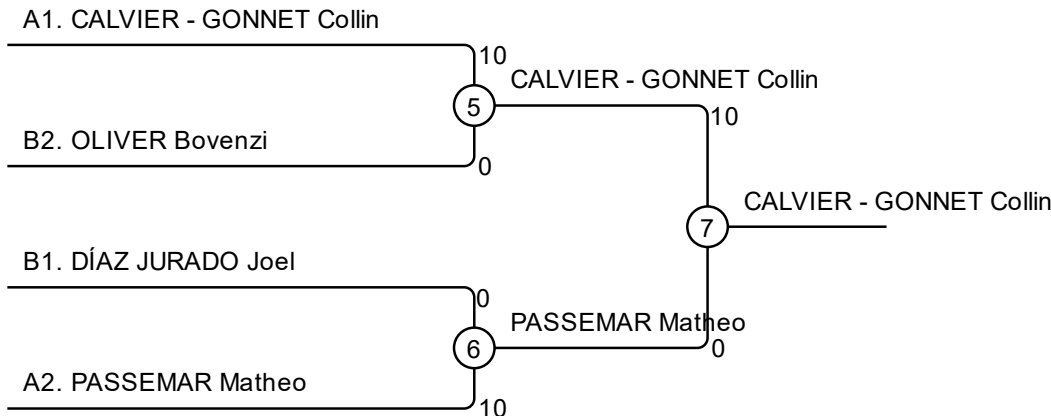 A1. CALVIER - GONNET Collin
10
CALVIER - GONNET Collin
5
10
B2. OLIVER Bovenzi
0
CALVIER - GONNET Collin
7
B1. DÍAZ JURADO Joel
0
PASSEMAR Matheo
6
0
A2. PASSEMAR Matheo
10